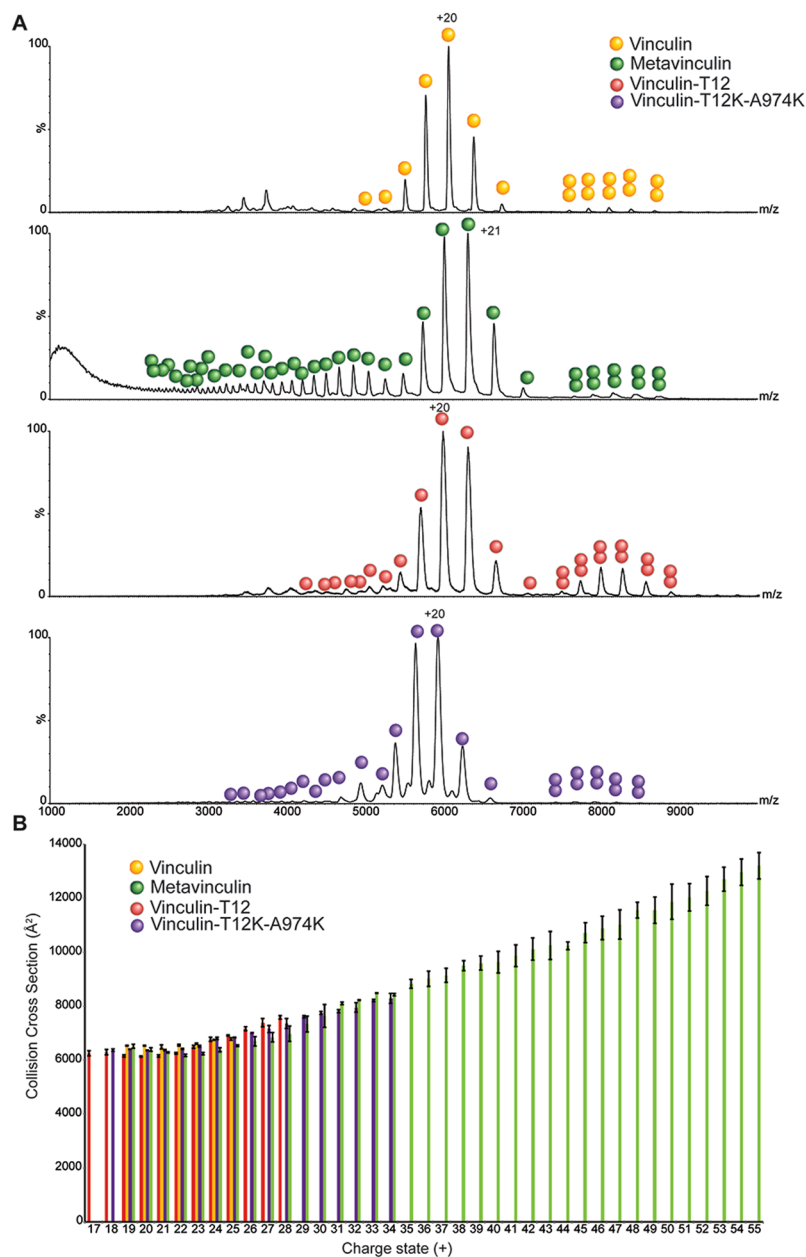 A
+20
100
%
0
m/z
Vinculin
Metavinculin
Vinculin-T12
Vinculin-T12K-A974K
100
+21
%
0
m/z
+20
100
%
0
m/z
+20
100
%
0
m/z
1000 2000 3000 4000 5000 6000 7000 8000 9000
B
14000
12000
10000
8000
6000
4000
2000
0
Collision Cross Section (Å²)
Vinculin
Metavinculin
Vinculin-T12
Vinculin-T12K-A974K
17 18 19 20 21 22 23 24 25 26 27 28 29 30 31 32 33 34 35 36 37 38 39 40 41 42 43 44 45 46 47 48 49 50 51 52 53 54 55
Charge state (+)